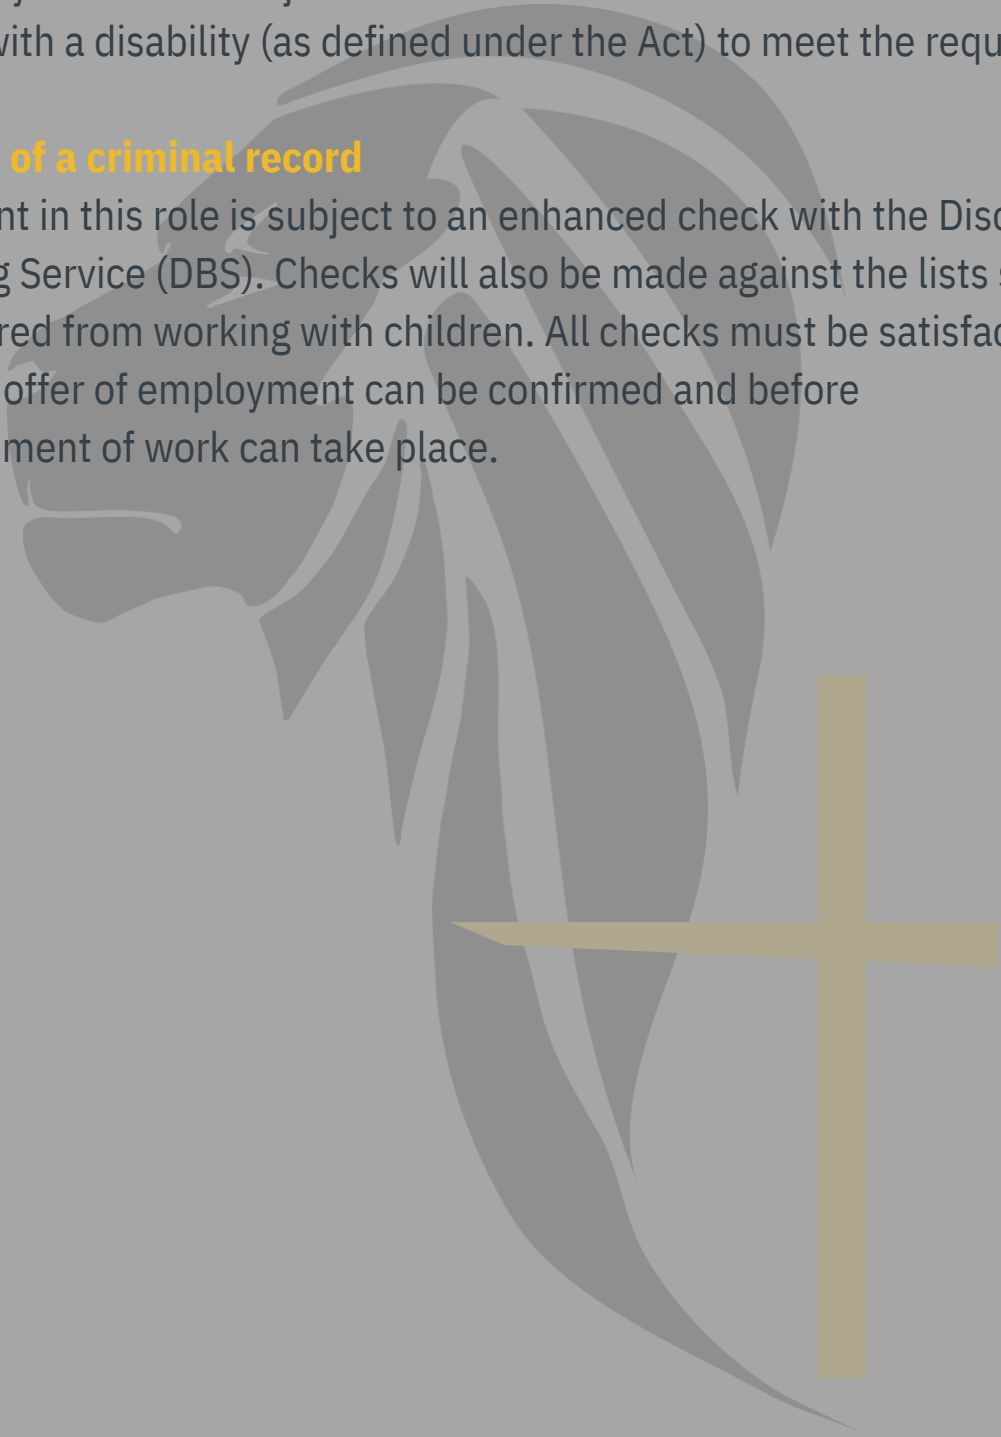 with a disability (as defined under the Act) to meet the requ
of a criminal record
nt in this role is subject to an enhanced check with the Disc
g Service (DBS). Checks will also be made against the lists s
red from working with children. All checks must be satisfac
offer of employment can be confirmed and before
ment of work can take place.